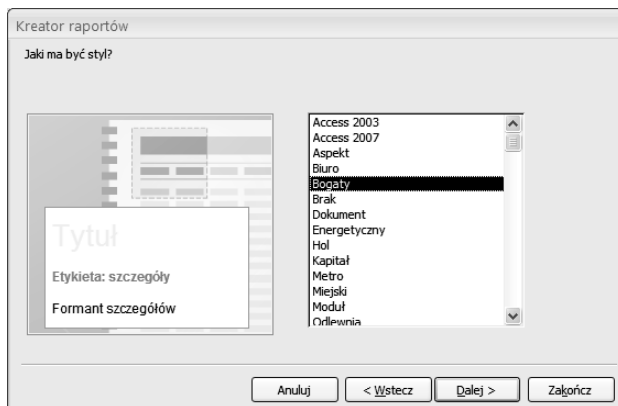 Kreator raportów
Jaki ma być styl?
Tytuł
Etykieta: szczegóły
Formant szczegółów
Access 2003
Access 2007
Aspekt
Biuro
Bogaty
Brak
Dokument
Energetyczny
Hol
Kapitał
Metro
Miejski
Moduł
Odlewnia
Anuluj
< Wstecz
Dalej >
Zakończ